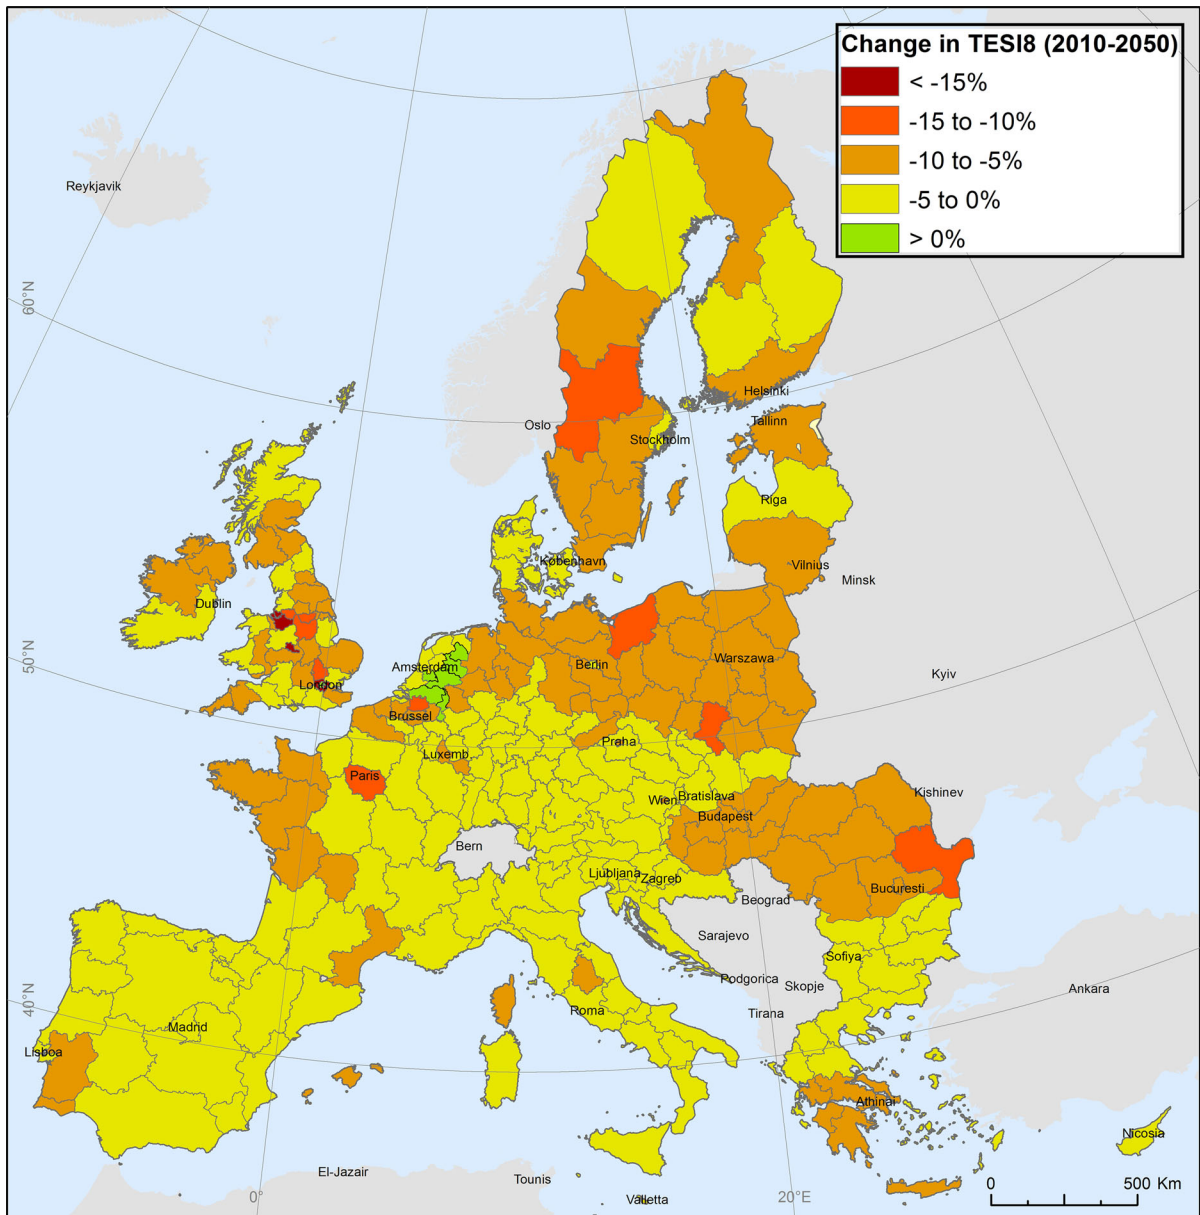 Change in TESI8 (2010-2050)
< -15%
-15 to -10%
-10 to -5%
-5 to 0%
> 0%
Reykjavik
60°N
Helsinki
Tallinn
Oslo
Stockholm
Riga
København
Vilnius
Minsk
Dublin
50°N
Amsterdam
Berlin
Warszawa
Kyiv
London
Brussel
Praha
Luxemb.
Paris
Wien
Bratislava
Kishinev
Budapest
Bern
Ljubljana
Zagreb
Bucuresti
Beograd
Sarajevo
Sofiya
Podgorica
Skopje
Ankara
40°N
Roma
Tirana
Madrid
Lisboa
Athinai
Nicosia
El-Jazair
Tounis
0°
Valletta
20°E
0
500 Km